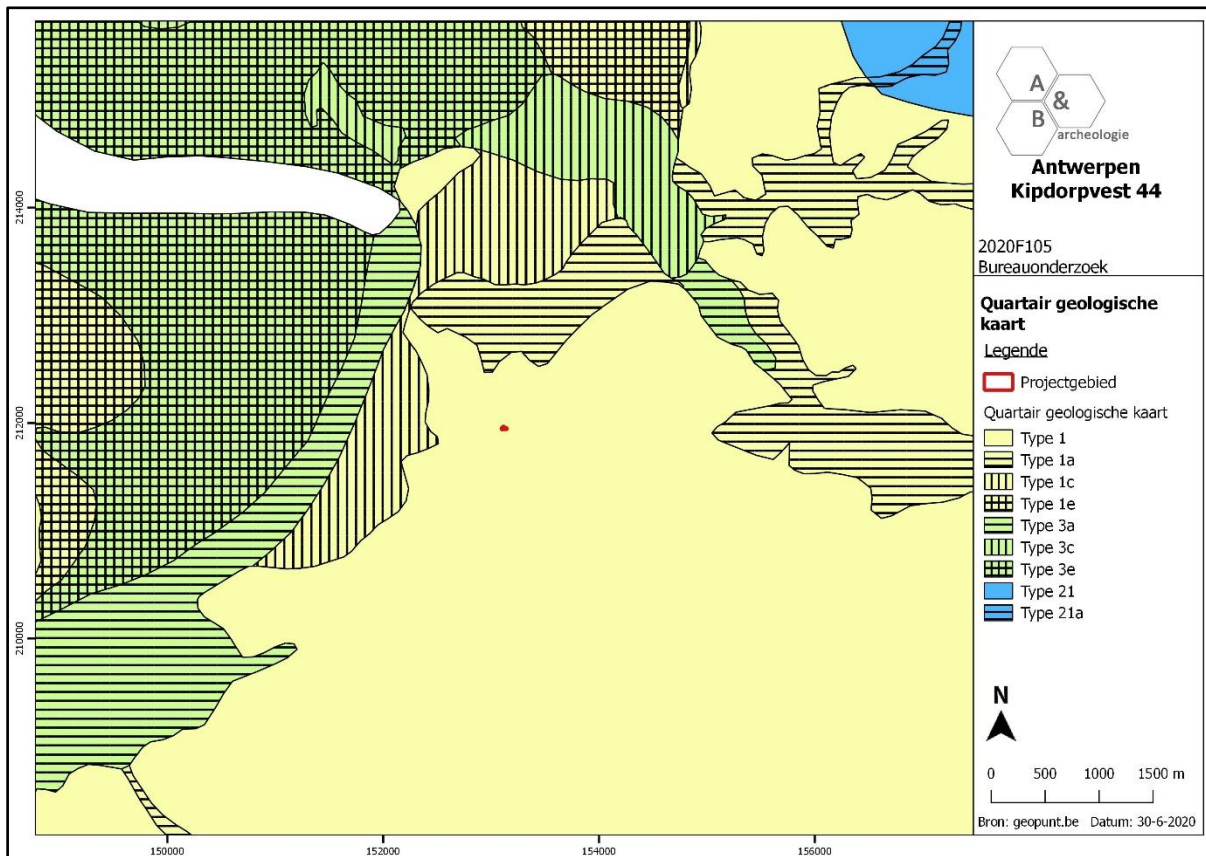 A
&
B
archeologie
Antwerpen
Kipdorpvest 44
2020F105
Bureauonderzoek
Quartair geologische
kaart
Legende
Projectgebied
Quartair geologische kaart
Type 1
Type 1a
Type 1c
Type 1e
Type 3a
Type 3c
Type 3e
Type 21
Type 21a
N
0 500 1000 1500 m
Bron: geopunt.be Datum: 30-6-2020
214000
212000
210000
150000 152000 154000 156000